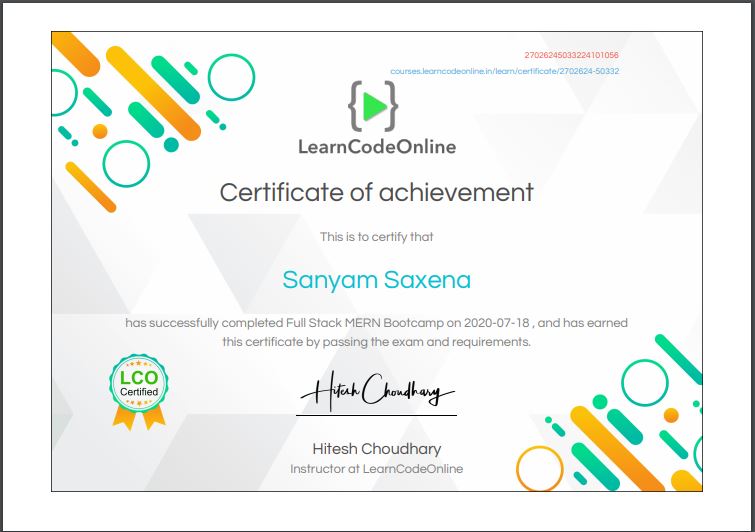 27026245033224101056
courses.learncodeonline.in/learn/certificate/2702624-50332
LearnCodeOnline
Certificate of achievement
This is to certify that
Sanyam Saxena
has successfully completed Full Stack MERN Bootcamp on 2020-07-18 , and has earned
this certificate by passing the exam and requirements.
LCO
Certified
Hitesh Choudhary
Hitesh Choudhary
Instructor at LearnCodeOnline